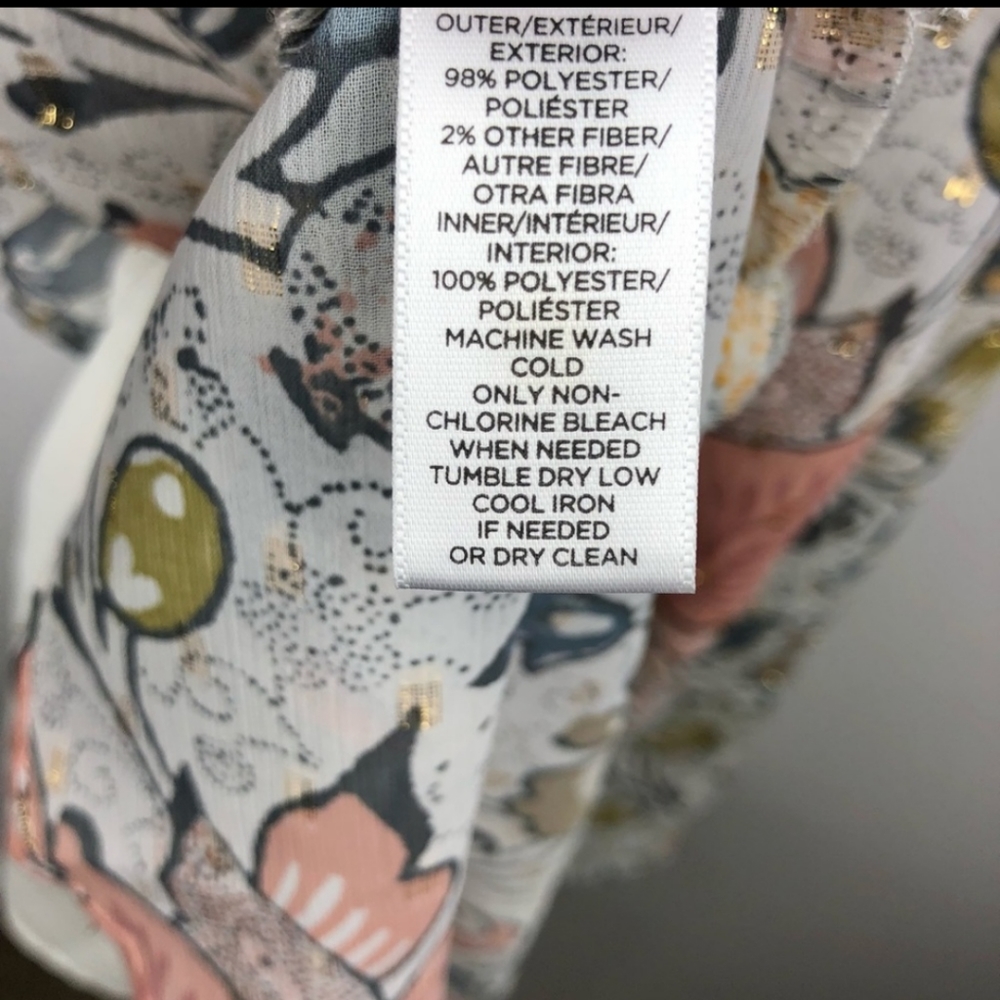 OUTER/EXTÉRIEUR/
EXTERIOR:
98% POLYESTER/
POLIÉSTER
2% OTHER FIBER/
AUTRE FIBRE/
OTRA FIBRA
INNER/INTÉRIEUR/
INTERIOR:
100% POLYESTER/
POLIÉSTER
MACHINE WASH
COLD
ONLY NON-
CHLORINE BLEACH
WHEN NEEDED
TUMBLE DRY LOW
COOL IRON
IF NEEDED
OR DRY CLEAN